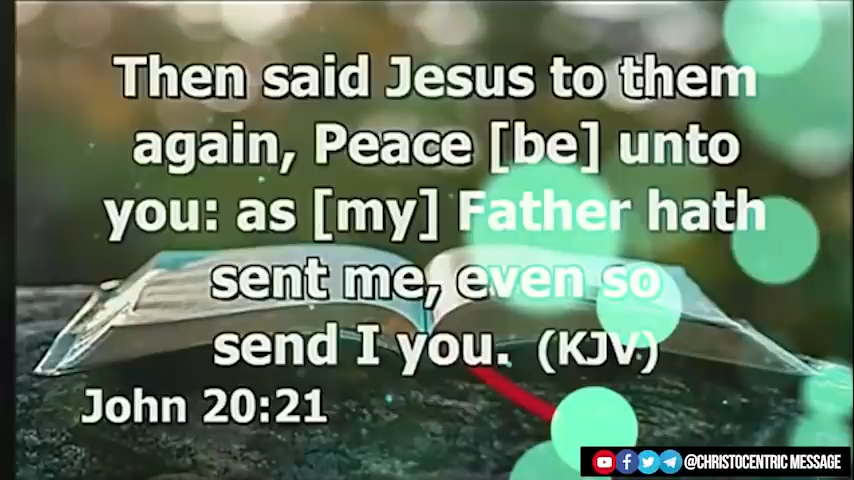 Then said Jesus to them
again, Peace [be] unto
you: as [my] Father hath
sent me, even so
send I you. (KJV)
John 20:21
@CHRISTOCENTRIC MESSAGE